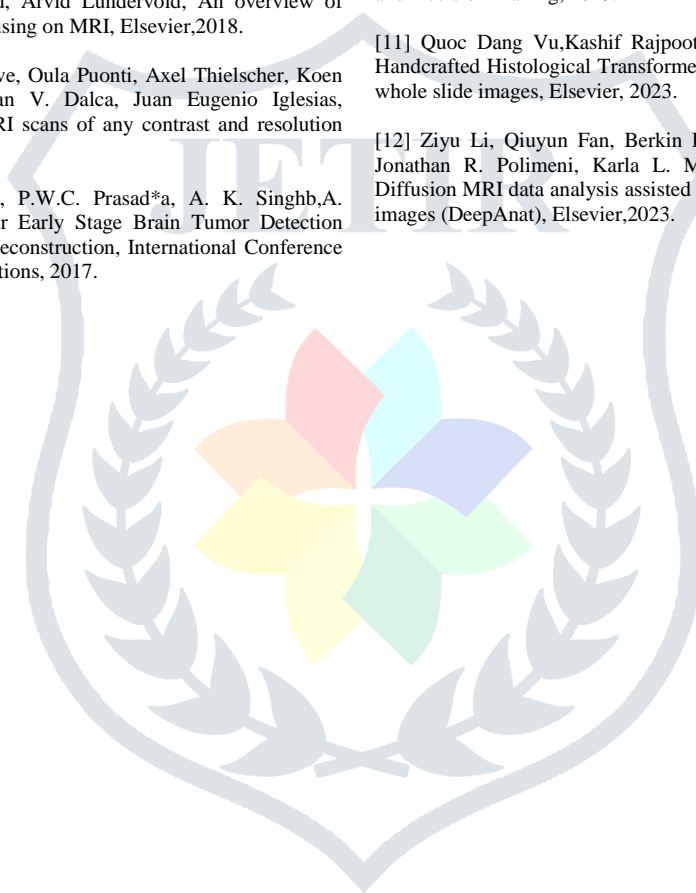 Arvid Lundervold, An overview of
using on MRI, Elsevier,2018.
ve, Oula Puonti, Axel Thielscher, Koen
an V. Dalca, Juan Eugenio Iglesias,
RI scans of any contrast and resolution
, P.W.C. Prasad*a, A. K. Singhb,A.
r Early Stage Brain Tumor Detection
econstruction, International Conference
tions, 2017.
[11] Quoc Dang Vu,Kashif Rajpoot
Handcrafted Histological Transforme
whole slide images, Elsevier, 2023.
[12] Ziyu Li, Qiuyun Fan, Berkin
Jonathan R. Polimeni, Karla L. M
Diffusion MRI data analysis assisted
images (DeepAnat), Elsevier,2023.
JETIR